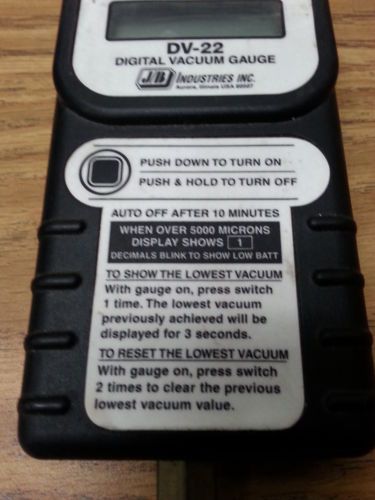 DV-22
DIGITAL VACUUM GAUGE
J/B INDUSTRIES INC.
Aurora, Illinois USA 60507
PUSH DOWN TO TURN ON
PUSH & HOLD TO TURN OFF
AUTO OFF AFTER 10 MINUTES
WHEN OVER 5000 MICRONS
DISPLAY SHOWS 1
DECIMALS BLINK TO SHOW LOW BATT
TO SHOW THE LOWEST VACUUM
With gauge on, press switch
1 time. The lowest vacuum
previously achieved will be
displayed for 3 seconds.
TO RESET THE LOWEST VACUUM
With gauge on, press switch
2 times to clear the previous
lowest vacuum value.